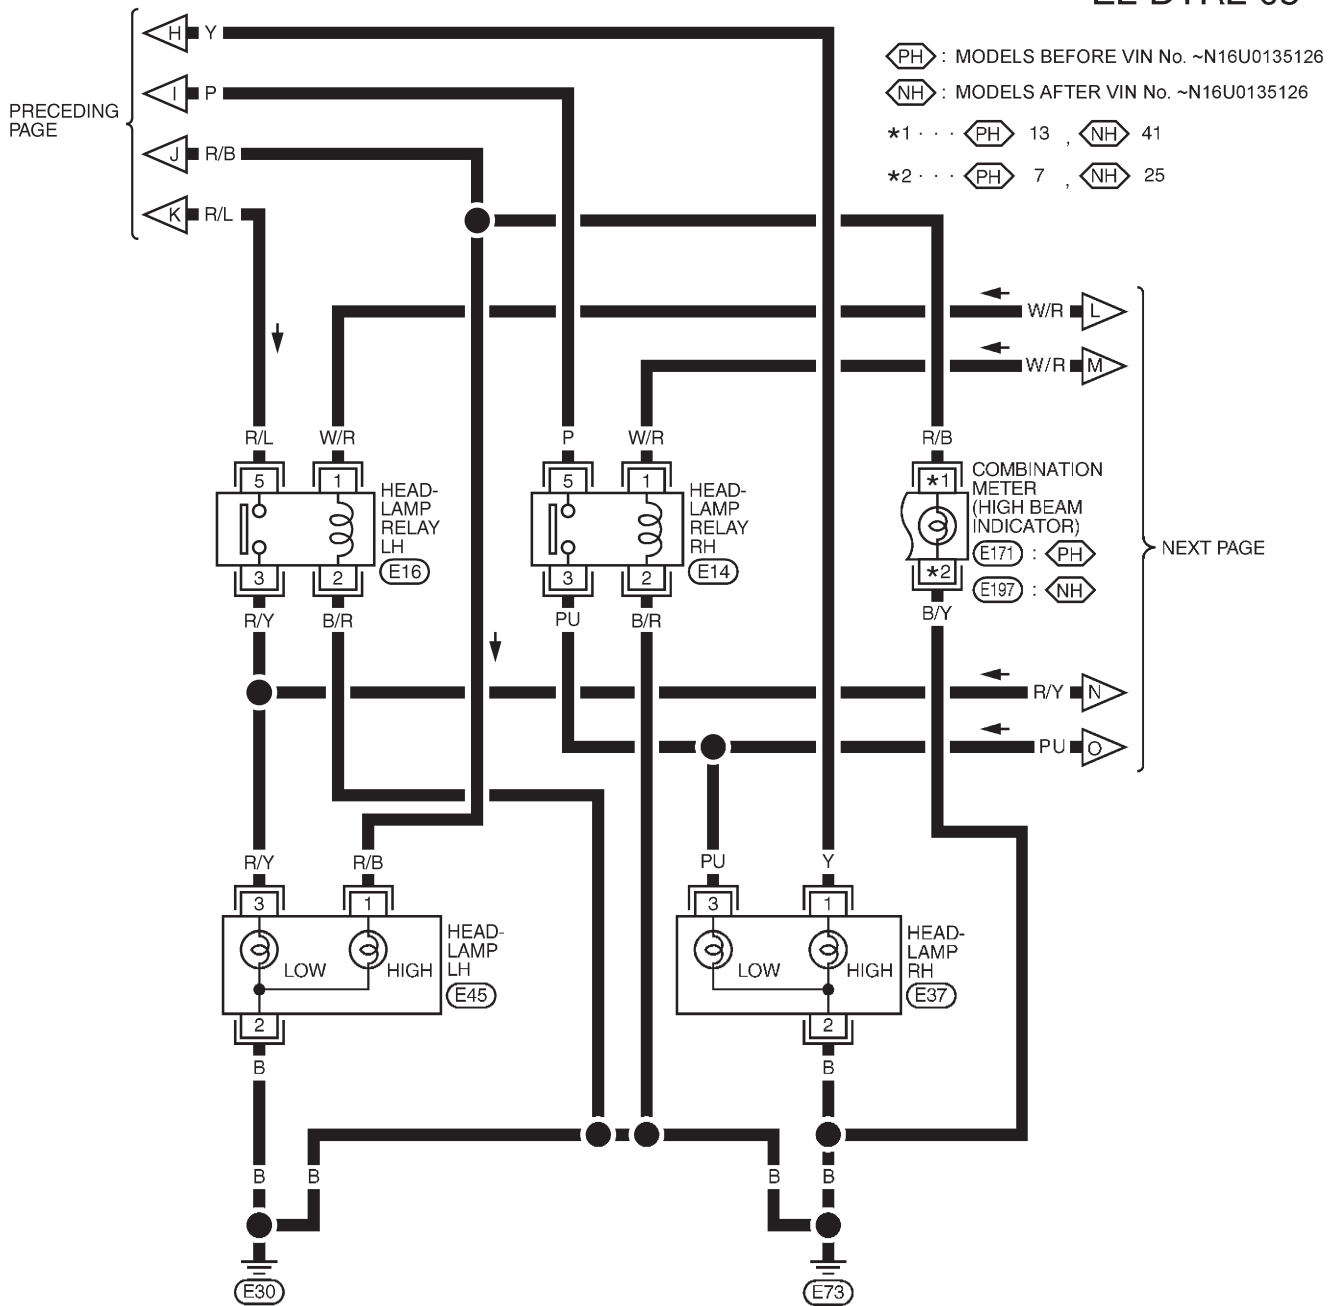 H Y
PH : MODELS BEFORE VIN No. ~N16U0135126
I P
NH : MODELS AFTER VIN No. ~N16U0135126
PRECEDING
PAGE
*1 · · · PH 13 , NH 41
J R/B
*2 · · · PH 7 , NH 25
K R/L
W/R L
W/R M
R/L W/R P W/R R/B
5 1 5 1 *1
HEAD-
LAMP
RELAY
LH
E16
HEAD-
LAMP
RELAY
RH
E14
COMBINATION
METER
(HIGH BEAM
INDICATOR)
E171 : PH
E197 : NH
NEXT PAGE
3 2 3 2 *2
R/Y B/R PU B/R B/Y
R/Y N
PU O
R/Y R/B PU Y
3 1 3 1
LOW HIGH
HEAD-
LAMP
LH
E45
LOW HIGH
HEAD-
LAMP
RH
E37
2 2
B B
B B B B
E30 E73